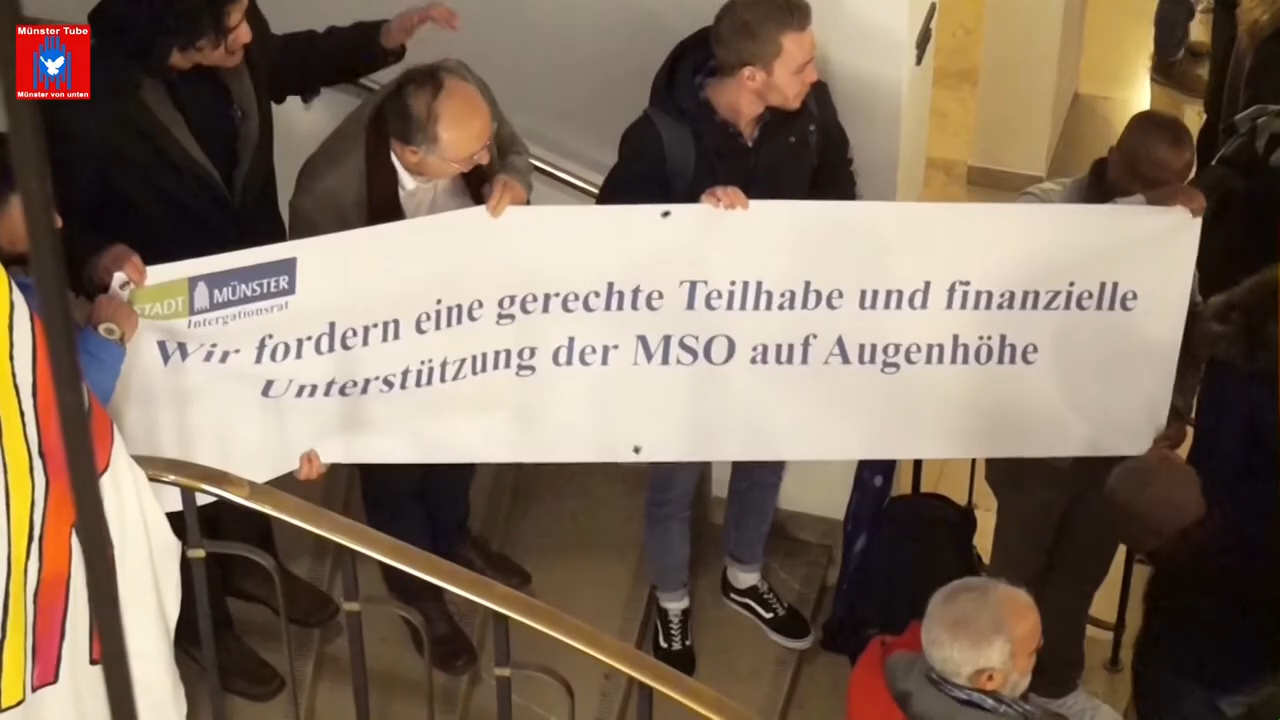 Münster Tube
Münster von unten
STADT MÜNSTER
Intergationsrat
Wir fordern eine gerechte Teilhabe und finanzielle
Unterstützung der MSO auf Augenhöhe